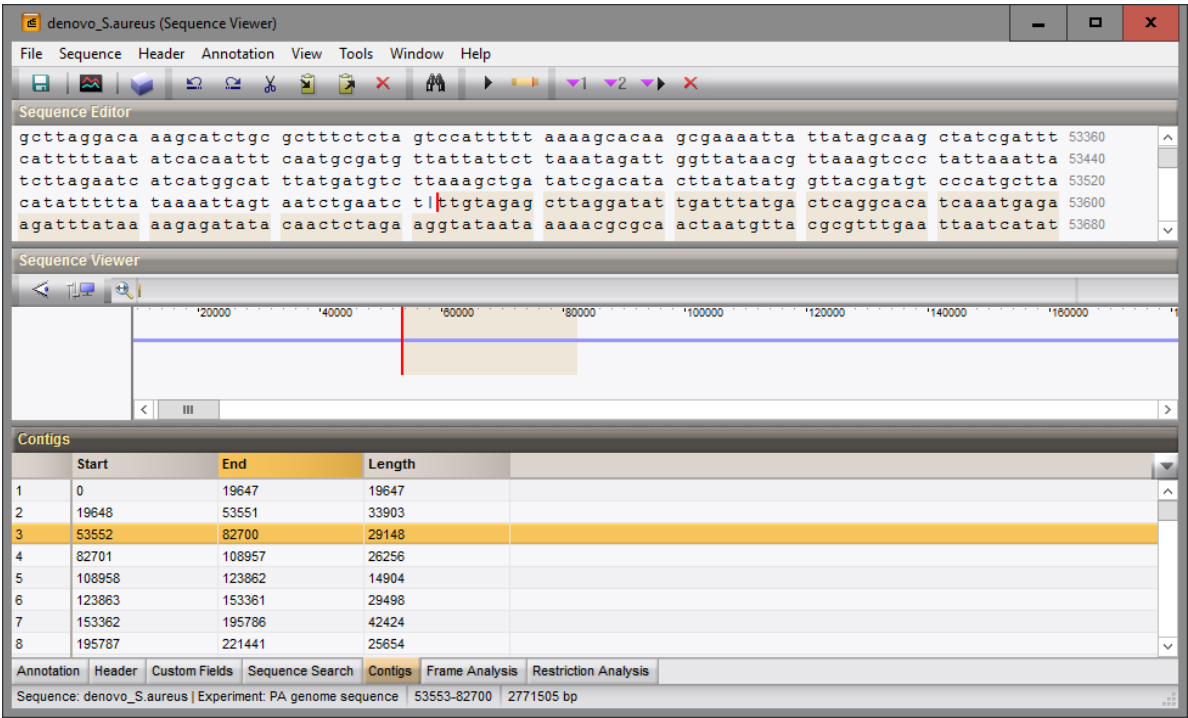 denovo_S.aureus (Sequence Viewer)
File Sequence Header Annotation View Tools Window Help
1 2
Sequence Editor
gcttaggaca aagcatctgc gctttctcta gtccattttt aaaagcacaa gcgaaaatta ttatagcaag ctatcgattt 53360
catttttaat atcacaattt caatgcgatg ttattattct taaatagatt ggttataacg ttaaagtccc tattaaatta 53440
tcttagaatc atcatggcat ttatgatgtc ttaaagctga tatcgacata cttatatatg gttacgatgt cccatgctta 53520
catattttta taaaattagt aatctgaatc t|ttgtagag cttaggatat tgatttatga ctcaggcaca tcaaatgaga 53600
agatttataa aagagatata caactctaga aggtataata aaaacgcgca actaatgtta cgcgtttgaa ttaatcatat 53680
Sequence Viewer
'20000 '40000 '60000 '80000 '100000 '120000 '140000 '160000 '1
Contigs
Start End Length
1 0 19647 19647
2 19648 53551 33903
3 53552 82700 29148
4 82701 108957 26256
5 108958 123862 14904
6 123863 153361 29498
7 153362 195786 42424
8 195787 221441 25654
Annotation Header Custom Fields Sequence Search Contigs Frame Analysis Restriction Analysis
Sequence: denovo_S.aureus | Experiment: PA genome sequence 53553-82700 2771505 bp